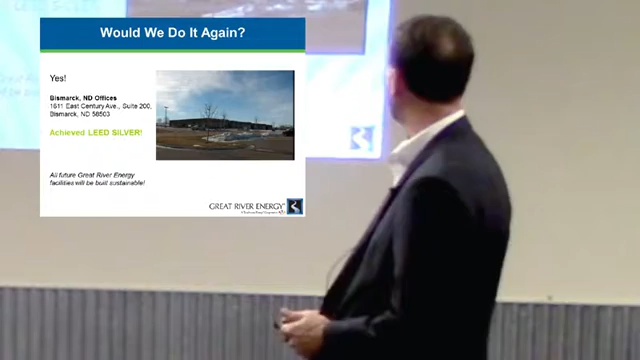 Would We Do It Again?
Yes!
Bismarck, ND Offices
1611 East Century Ave., Suite 200,
Bismarck, ND 58503
Achieved LEED SILVER!
All future Great River Energy
facilities will be built sustainable!
GREAT RIVER ENERGY